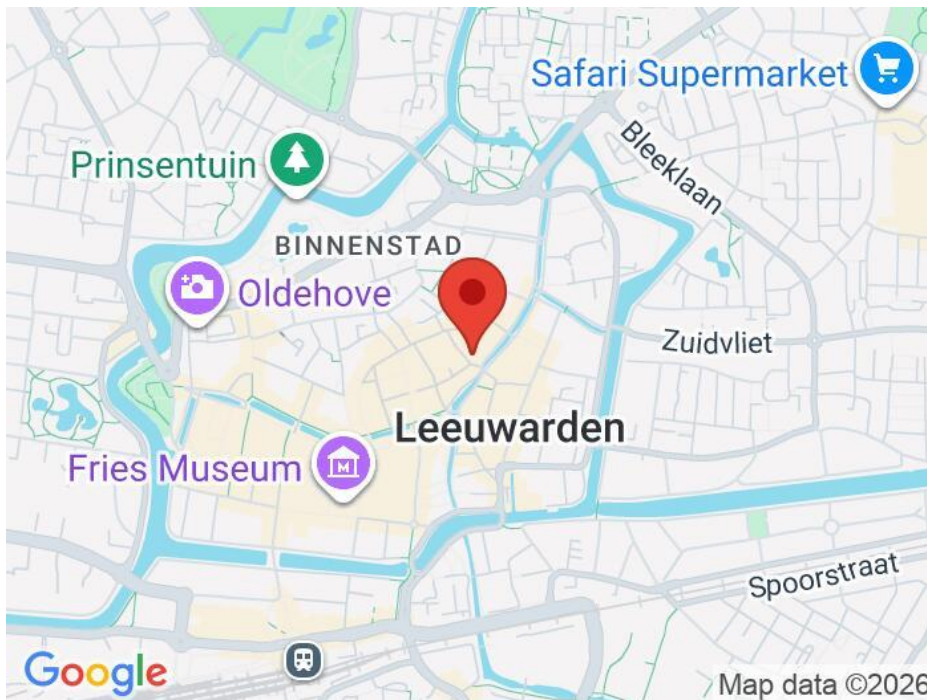 Safari Supermarket
Bleeklaan
Prinsentuin
BINNENSTAD
Oldehove
Zuidvliet
Leeuwarden
Fries Museum
M
Spoorstraat
Google
Map data ©2026